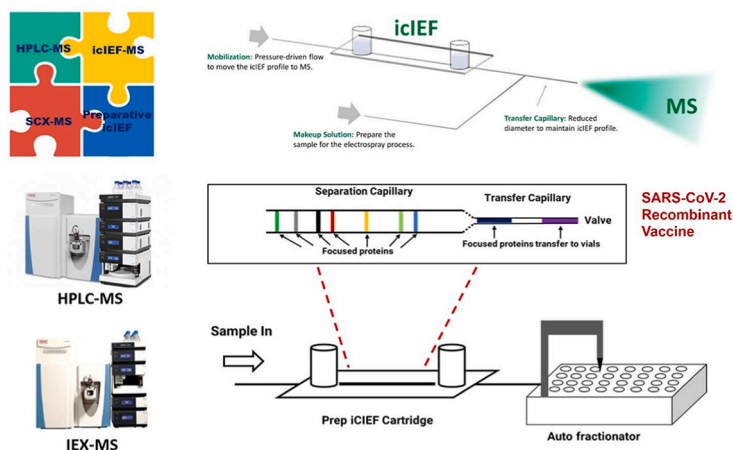 HPLC-MS
icIEF-MS
SCX-MS
Preparative
icIEF
icIEF
Mobilization: Pressure-driven flow
to move the icIEF profile to MS.
MS
Makeup Solution: Prepare the
sample for the electrospray process.
Transfer Capillary: Reduced
diameter to maintain icIEF profile.
HPLC-MS
Separation Capillary
Transfer Capillary
Valve
Focused proteins
Focused proteins transfer to vials
SARS-CoV-2
Recombinant
Vaccine
IEX-MS
Sample In
Prep iCIEF Cartridge
Auto fractionator